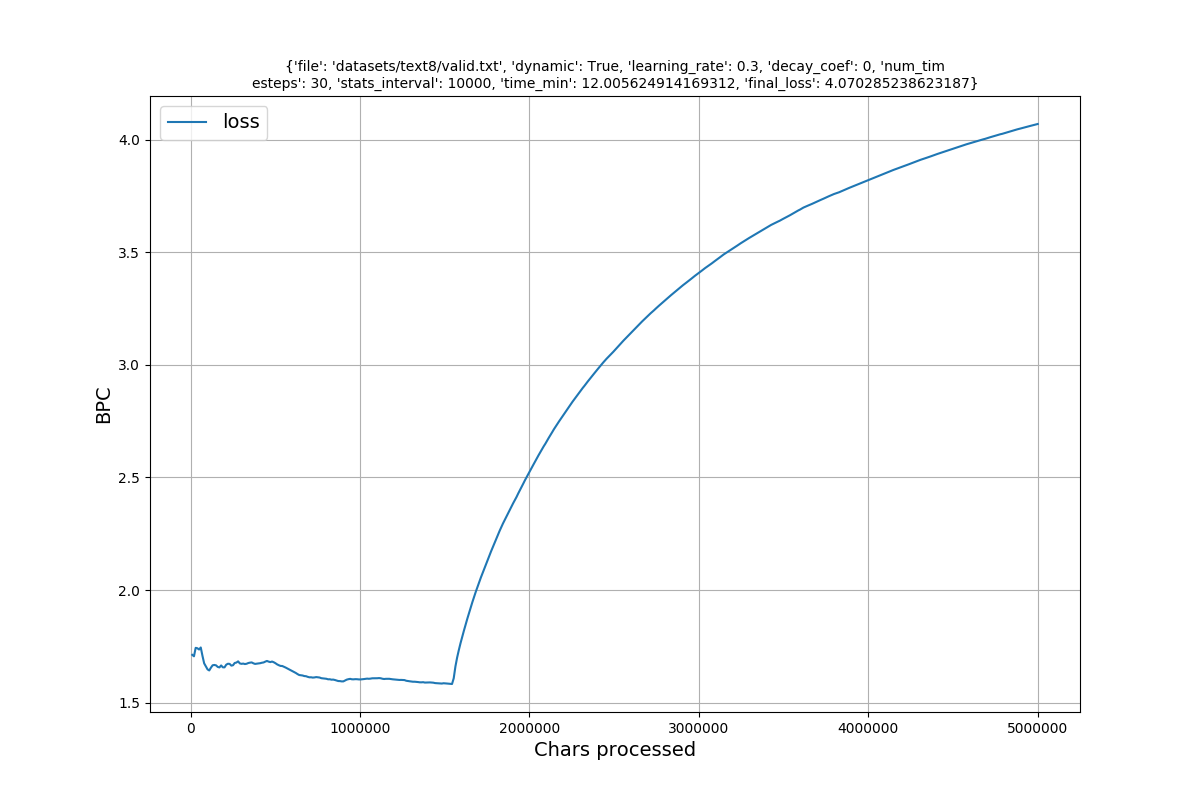 {'file': 'datasets/text8/valid.txt', 'dynamic': True, 'learning_rate': 0.3, 'decay_coef': 0, 'num_tim
esteps': 30, 'stats_interval': 10000, 'time_min': 12.005624914169312, 'final_loss': 4.070285238623187}
loss
4.0
3.5
3.0
2.5
2.0
1.5
BPC
0 1000000 2000000 3000000 4000000 5000000
Chars processed